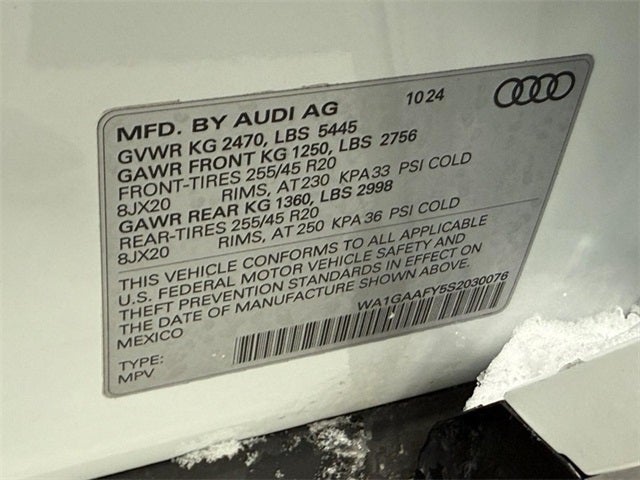 MFD. BY AUDI AG 10 24
GVWR KG 2470, LBS 5445
GAWR FRONT KG 1250, LBS 2756
FRONT-TIRES 255/45 R20
8JX20 RIMS, AT 230 KPA 33 PSI COLD
GAWR REAR KG 1360, LBS 2998
REAR-TIRES 255/45 R20
8JX20 RIMS, AT 250 KPA 36 PSI COLD
THIS VEHICLE CONFORMS TO ALL APPLICABLE
U.S. FEDERAL MOTOR VEHICLE SAFETY AND
THEFT PREVENTION STANDARDS IN EFFECT ON
THE DATE OF MANUFACTURE SHOWN ABOVE.
MEXICO WA1GAAFY5S2030076
TYPE:
MPV